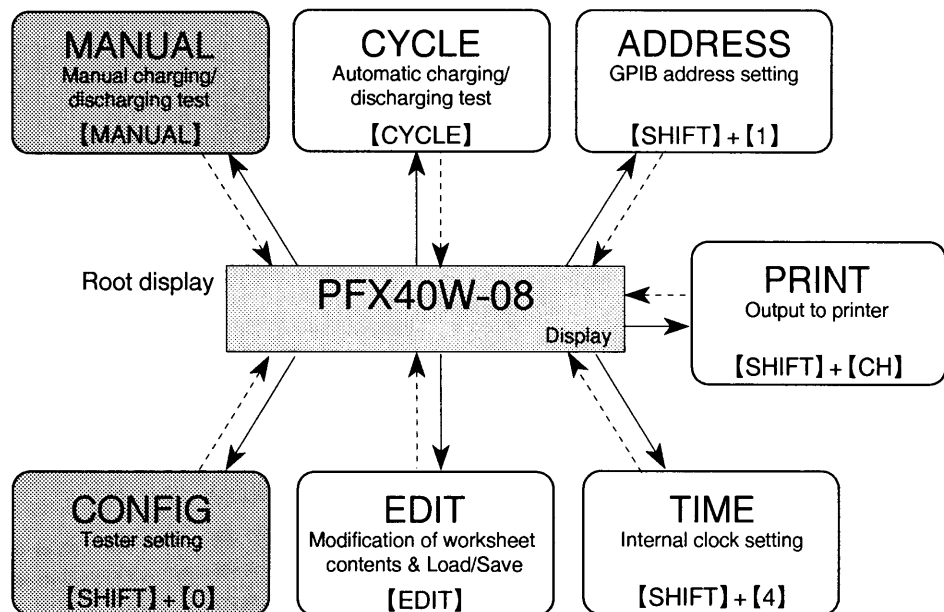 MANUAL
Manual charging/
discharging test
【MANUAL】
CYCLE
Automatic charging/
discharging test
【CYCLE】
ADDRESS
GPIB address setting
【SHIFT】+【1】
Root display
PFX40W-08
Display
PRINT
Output to printer
【SHIFT】+【CH】
CONFIG
Tester setting
【SHIFT】+【0】
EDIT
Modification of worksheet
contents & Load/Save
【EDIT】
TIME
Internal clock setting
【SHIFT】+【4】